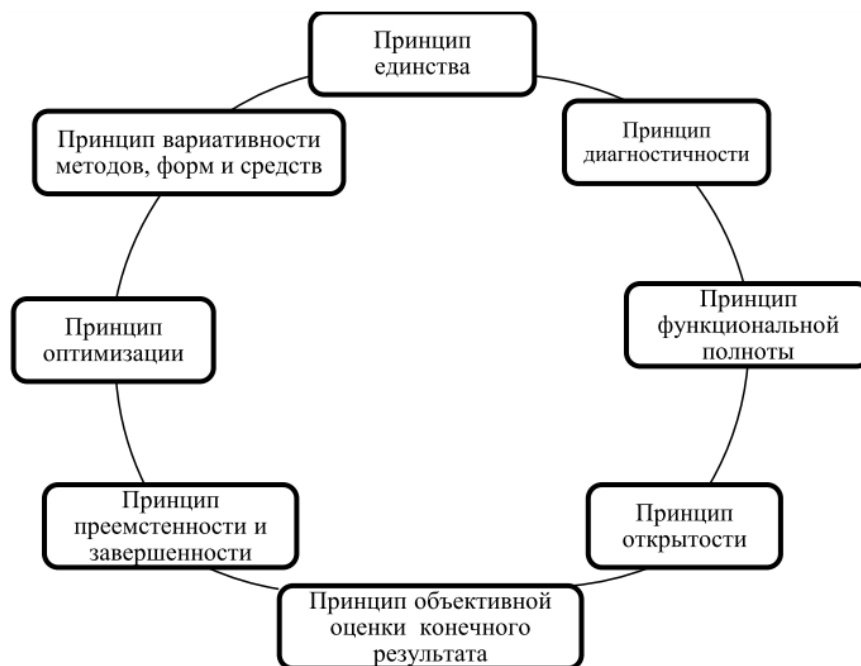 Принцип
единства
Принцип
диагностичности
Принцип
функциональной
полноты
Принцип
открытости
Принцип объективной
оценки конечного
результата
Принцип
преемстенности и
завершенности
Принцип
оптимизации
Принцип вариативности
методов, форм и средств